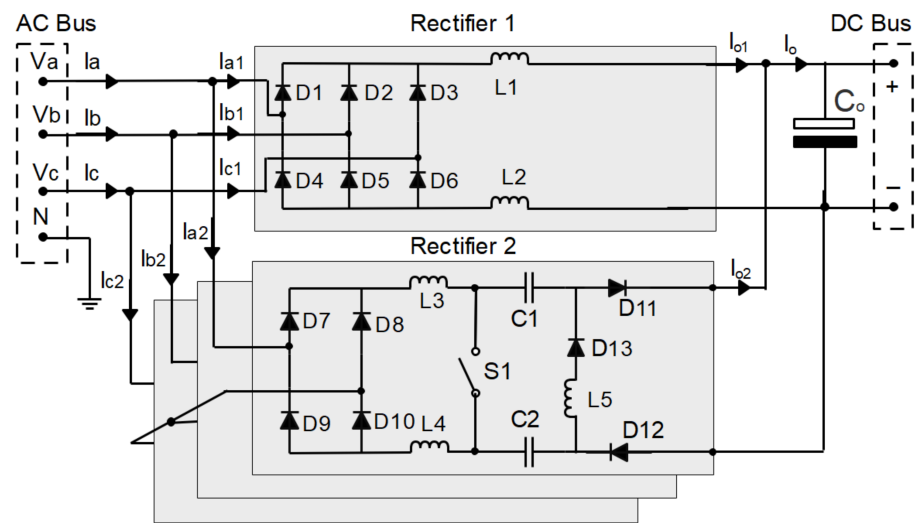 AC Bus
Rectifier 1
DC Bus
Va
Ia
Ia1
Io1
Io
L1
+
D1
D2
D3
Co
Vb
Ib
Ib1
Vc
Ic
Ic1
D4
D5
D6
L2
−
N
Ia2
Rectifier 2
Ib2
Ic2
Io2
L3
C1
D11
D7
D8
D13
S1
L5
D9
D10
L4
C2
D12